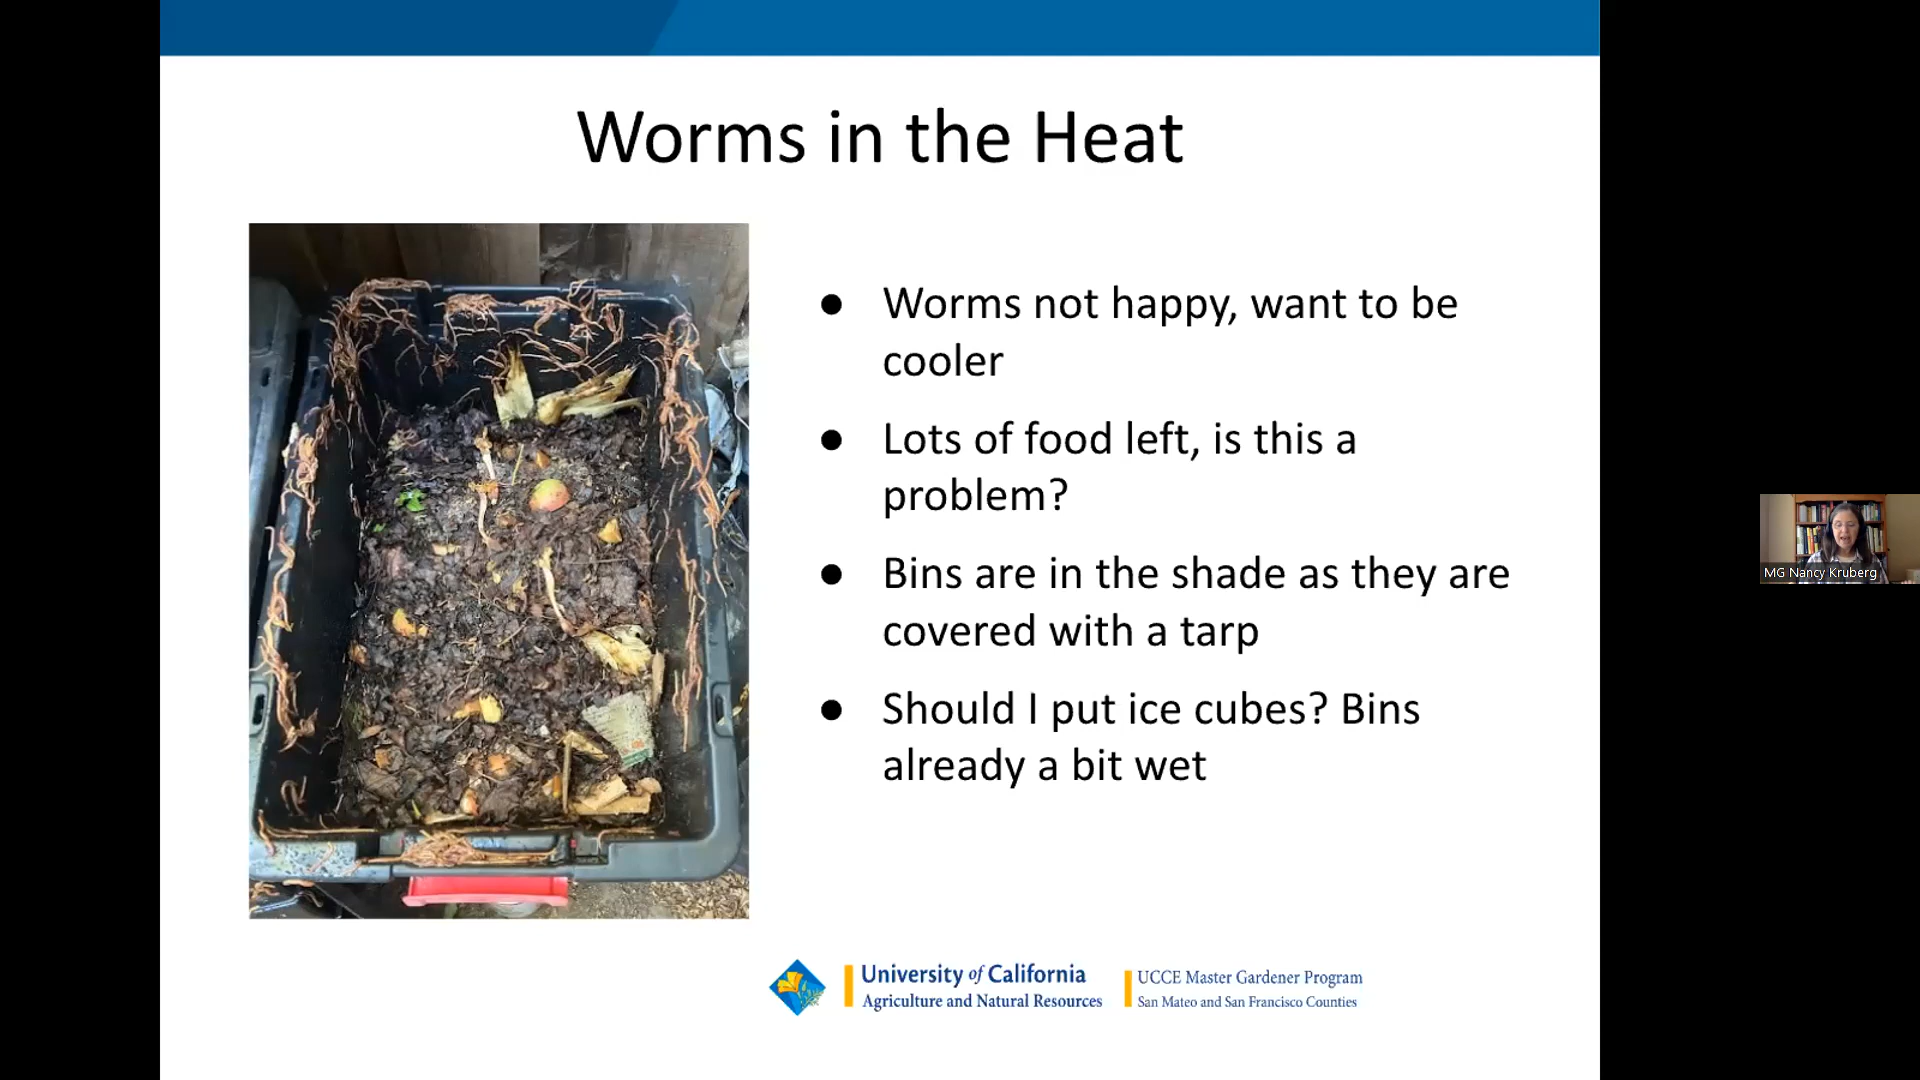 Worms in the Heat
● Worms not happy, want to be
cooler
● Lots of food left, is this a
problem?
● Bins are in the shade as they are
covered with a tarp
● Should I put ice cubes? Bins
already a bit wet
MG Nancy Kruberg
University of California
Agriculture and Natural Resources
UCCE Master Gardener Program
San Mateo and San Francisco Counties